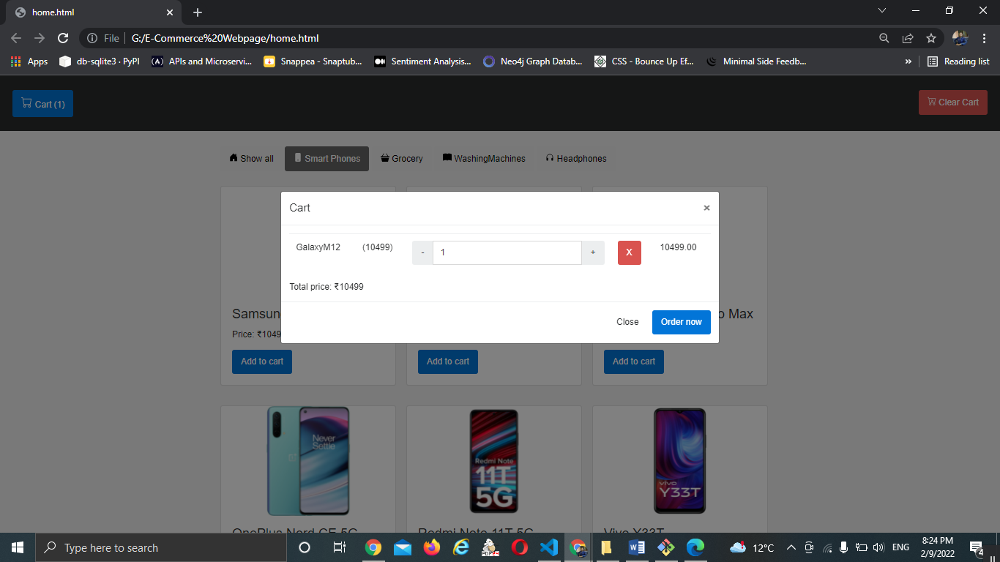 home.html
File G:/E-Commerce%20Webpage/home.html
Apps db-sqlite3 · PyPI APIs and Microservi... Snappea - Snaptub... Sentiment Analysis... Neo4j Graph Datab... CSS - Bounce Up Ef... Minimal Side Feedb... » Reading list
Cart (1) Clear Cart
Show all Smart Phones Grocery WashingMachines Headphones
Cart ×
GalaxyM12 (10499) - 1 + X 10499.00
Total price: ₹10499
Close Order now
Samsun o Max
Price: ₹1049
Add to cart Add to cart Add to cart
Never
Settle
Redmi Note
11T
5G
vivo
Y33T
OnePlus Nord CE 5G Redmi Note 11T 5G Vivo Y33T
Type here to search
PDF24
12°C ENG
8:24 PM
2/9/2022
4